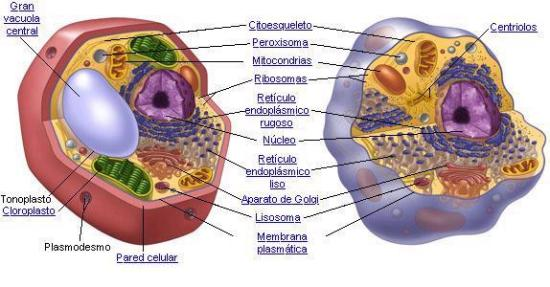 Gran
vacuola
central
Citoesqueleto
Peroxisoma
Mitocondrias
Ribosomas
Retículo
endoplásmico
rugoso
Núcleo
Retículo
endoplásmico
liso
Aparato de Golgi
Lisosoma
Membrana
plasmática
Centriolos
Tonoplasto
Cloroplasto
Plasmodesmo
Pared celular